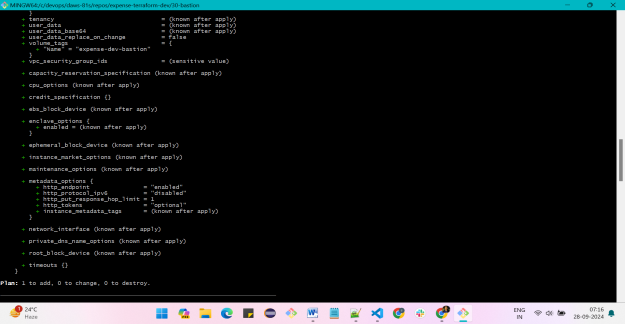 MINGW64:/c/devops/daws-81s/repos/expense-terraform-dev/30-bastion
}
+ tenancy = (known after apply)
+ user_data = (known after apply)
+ user_data_base64 = (known after apply)
+ user_data_replace_on_change = false
+ volume_tags = {
+ "Name" = "expense-dev-bastion"
}
+ vpc_security_group_ids = (sensitive value)
+ capacity_reservation_specification (known after apply)
+ cpu_options (known after apply)
+ credit_specification {}
+ ebs_block_device (known after apply)
+ enclave_options {
+ enabled = (known after apply)
}
+ ephemeral_block_device (known after apply)
+ instance_market_options (known after apply)
+ maintenance_options (known after apply)
+ metadata_options {
+ http_endpoint = "enabled"
+ http_protocol_ipv6 = "disabled"
+ http_put_response_hop_limit = 1
+ http_tokens = "optional"
+ instance_metadata_tags = (known after apply)
}
+ network_interface (known after apply)
+ private_dns_name_options (known after apply)
+ root_block_device (known after apply)
+ timeouts {}
}
Plan: 1 to add, 0 to change, 0 to destroy.
24°C
Haze
ENG
IN
07:16
28-09-2024